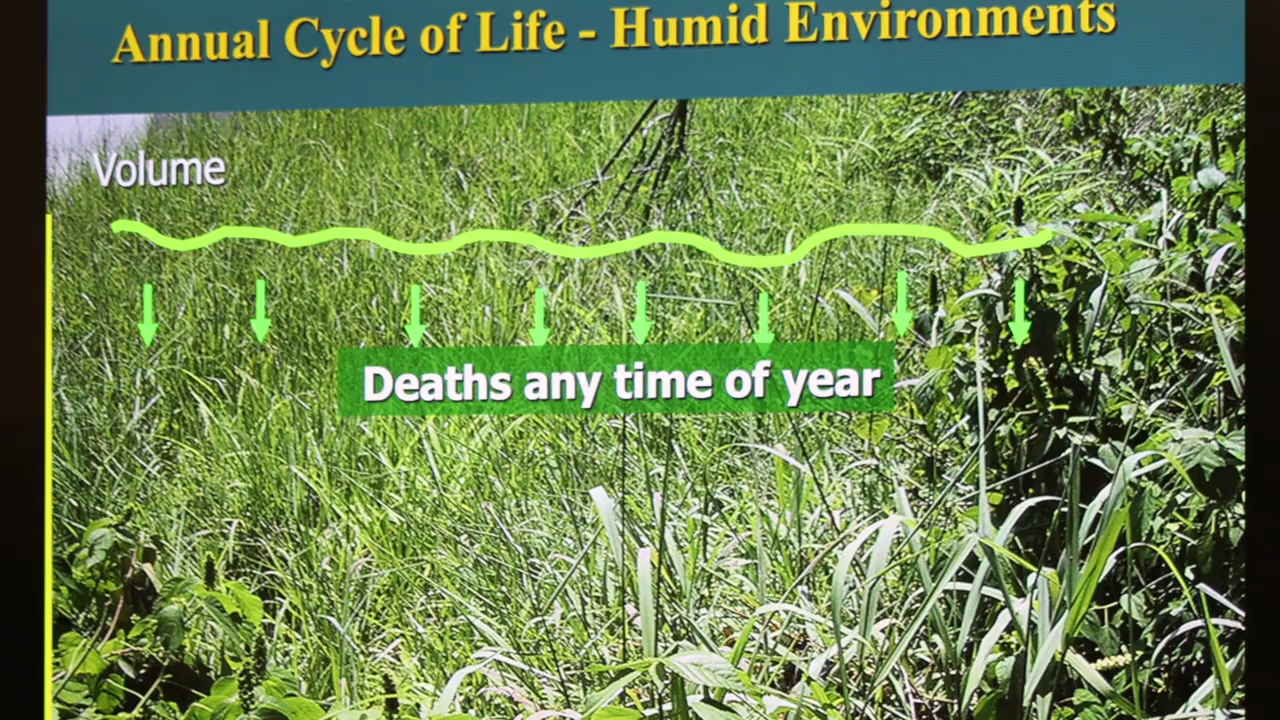 Annual Cycle of Life - Humid Environments
Volume
Deaths any time of year